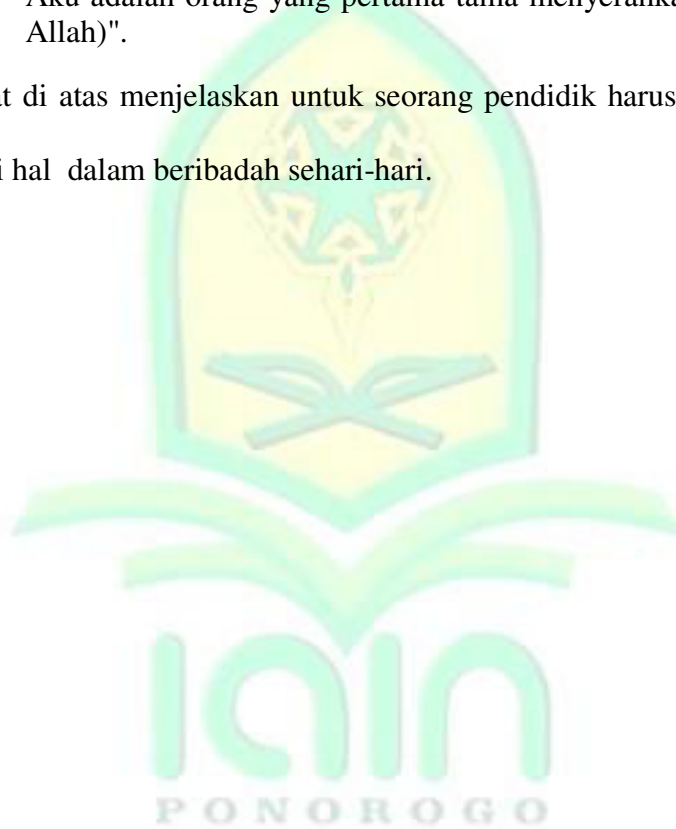 Aku adalah orang yang pertama tama
Allah)".
di atas menjelaskan untuk seorang pendidik harus
hal dalam beribadah sehari-hari.
iain
PONOROGO